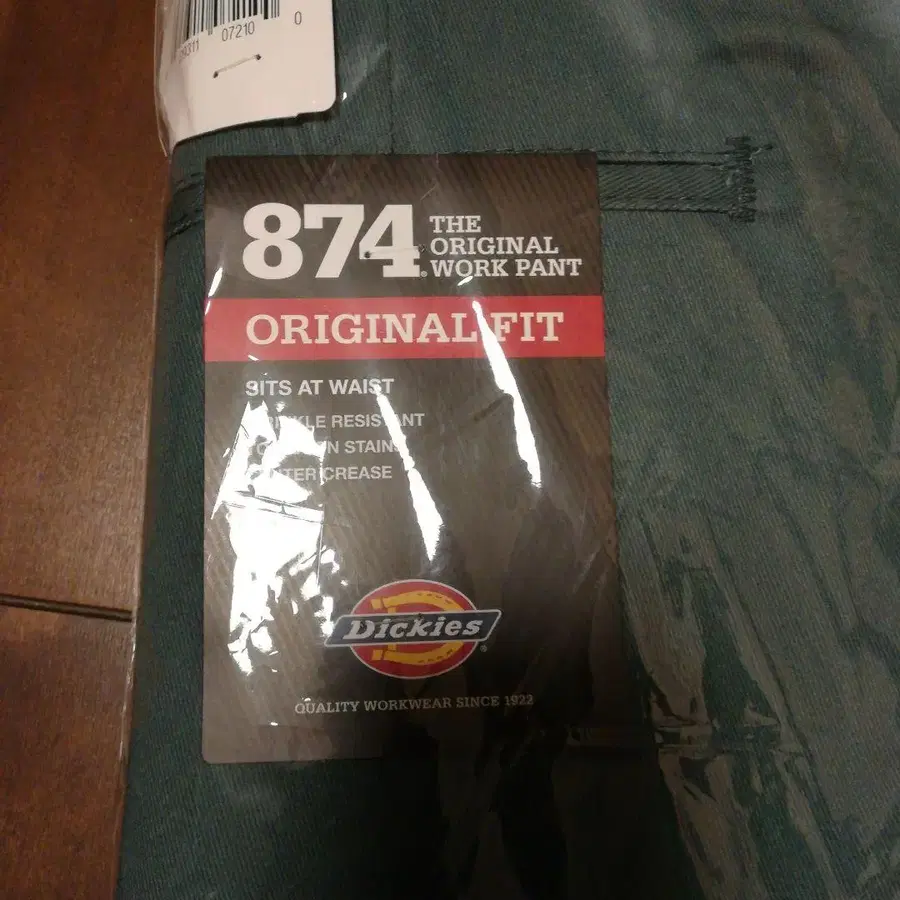 07210 0
874® THE
ORIGINAL
WORK PANT
ORIGINAL FIT
SITS AT WAIST
RESISTANT
STAINS
CENTER CREASE
Dickies®
QUALITY WORKWEAR SINCE 1922